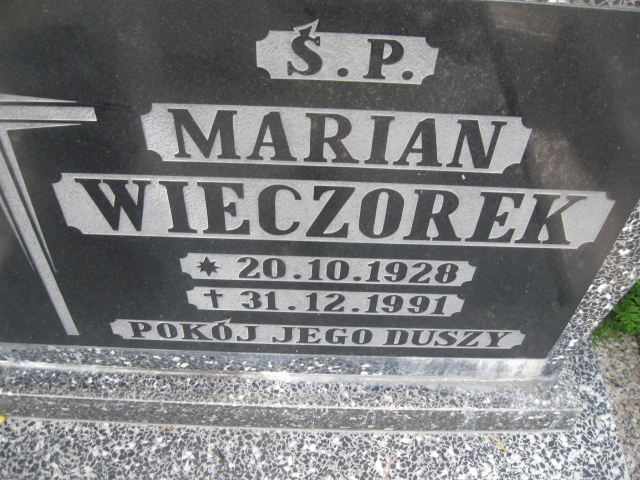 Ś.P.
MARIAN
WIECZOREK
* 20.10.1928
† 31.12.1991
POKÓJ JEGO DUSZY